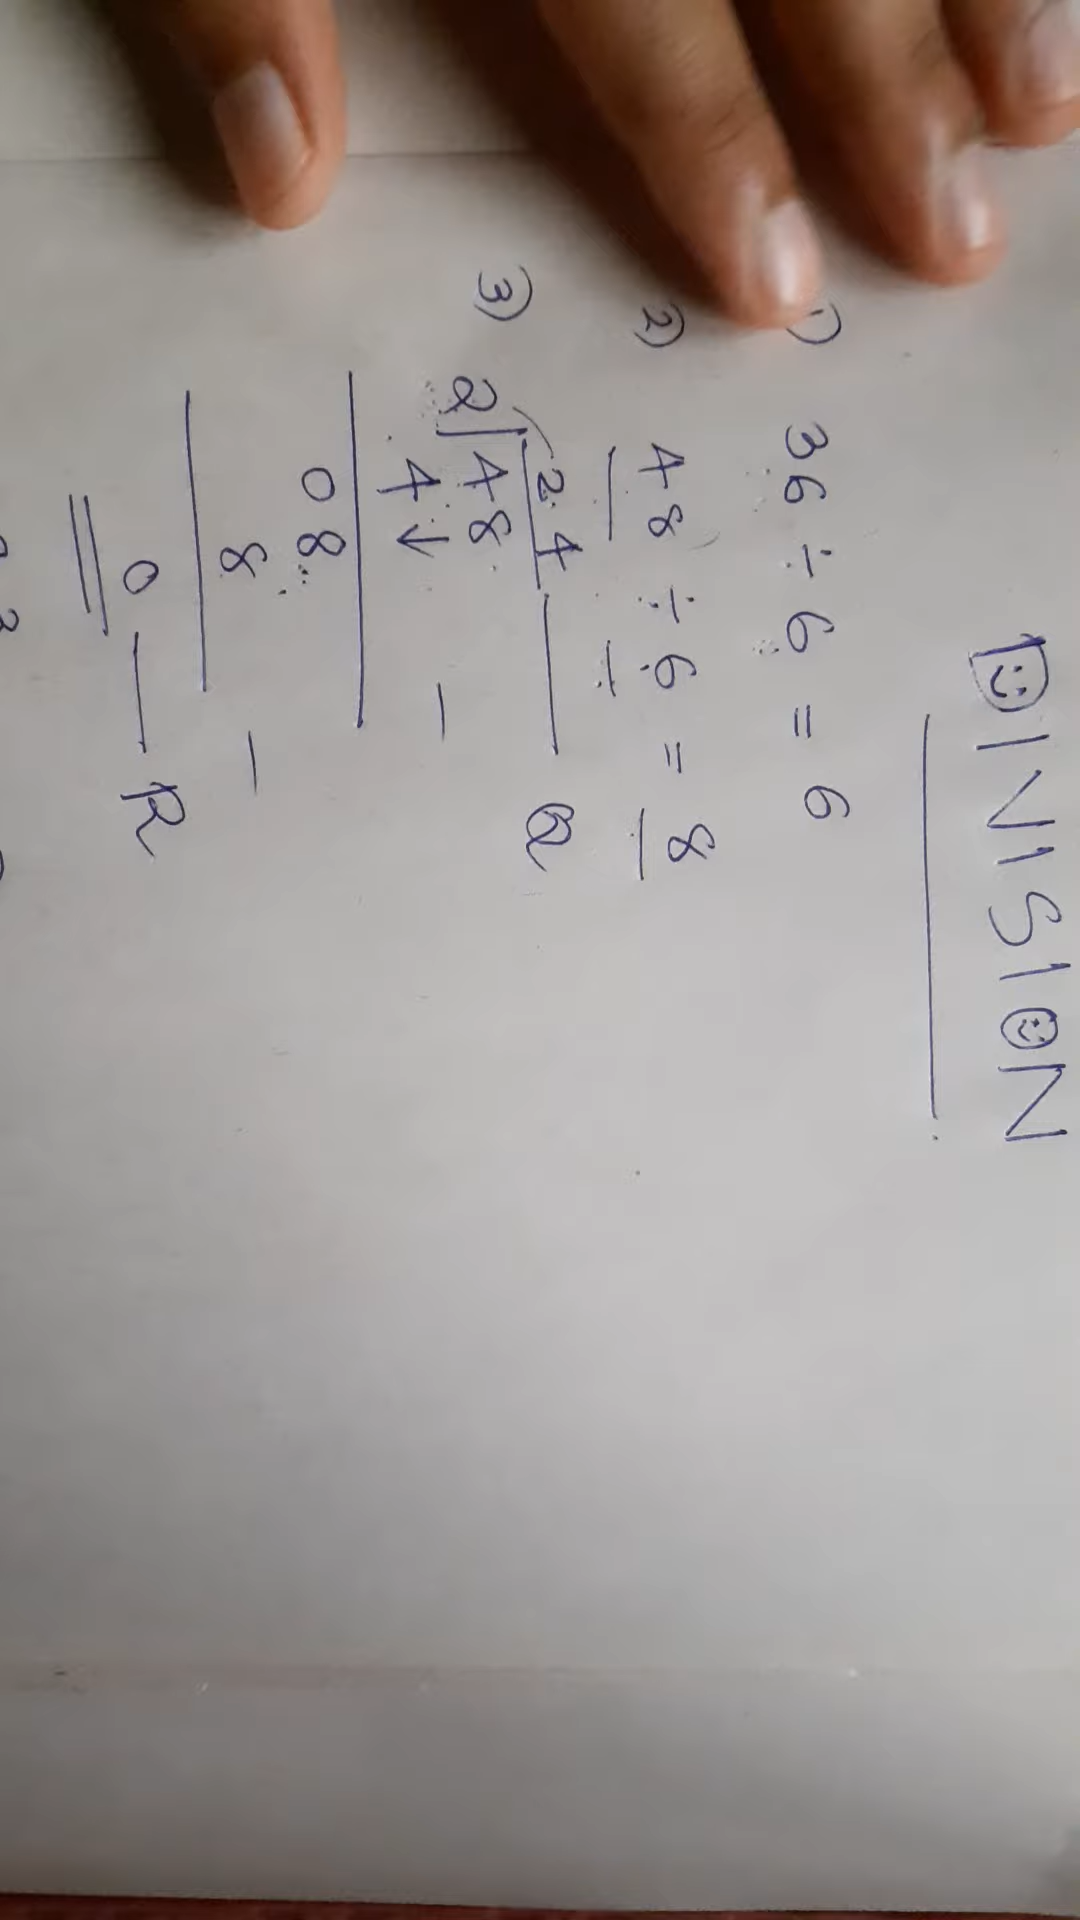 DIVISION
1) 36 ÷ 6 = 6
2) 48 ÷ 6 = 8
3) 24 — Q
2 48
4↓ –
08
8 –
0 — R